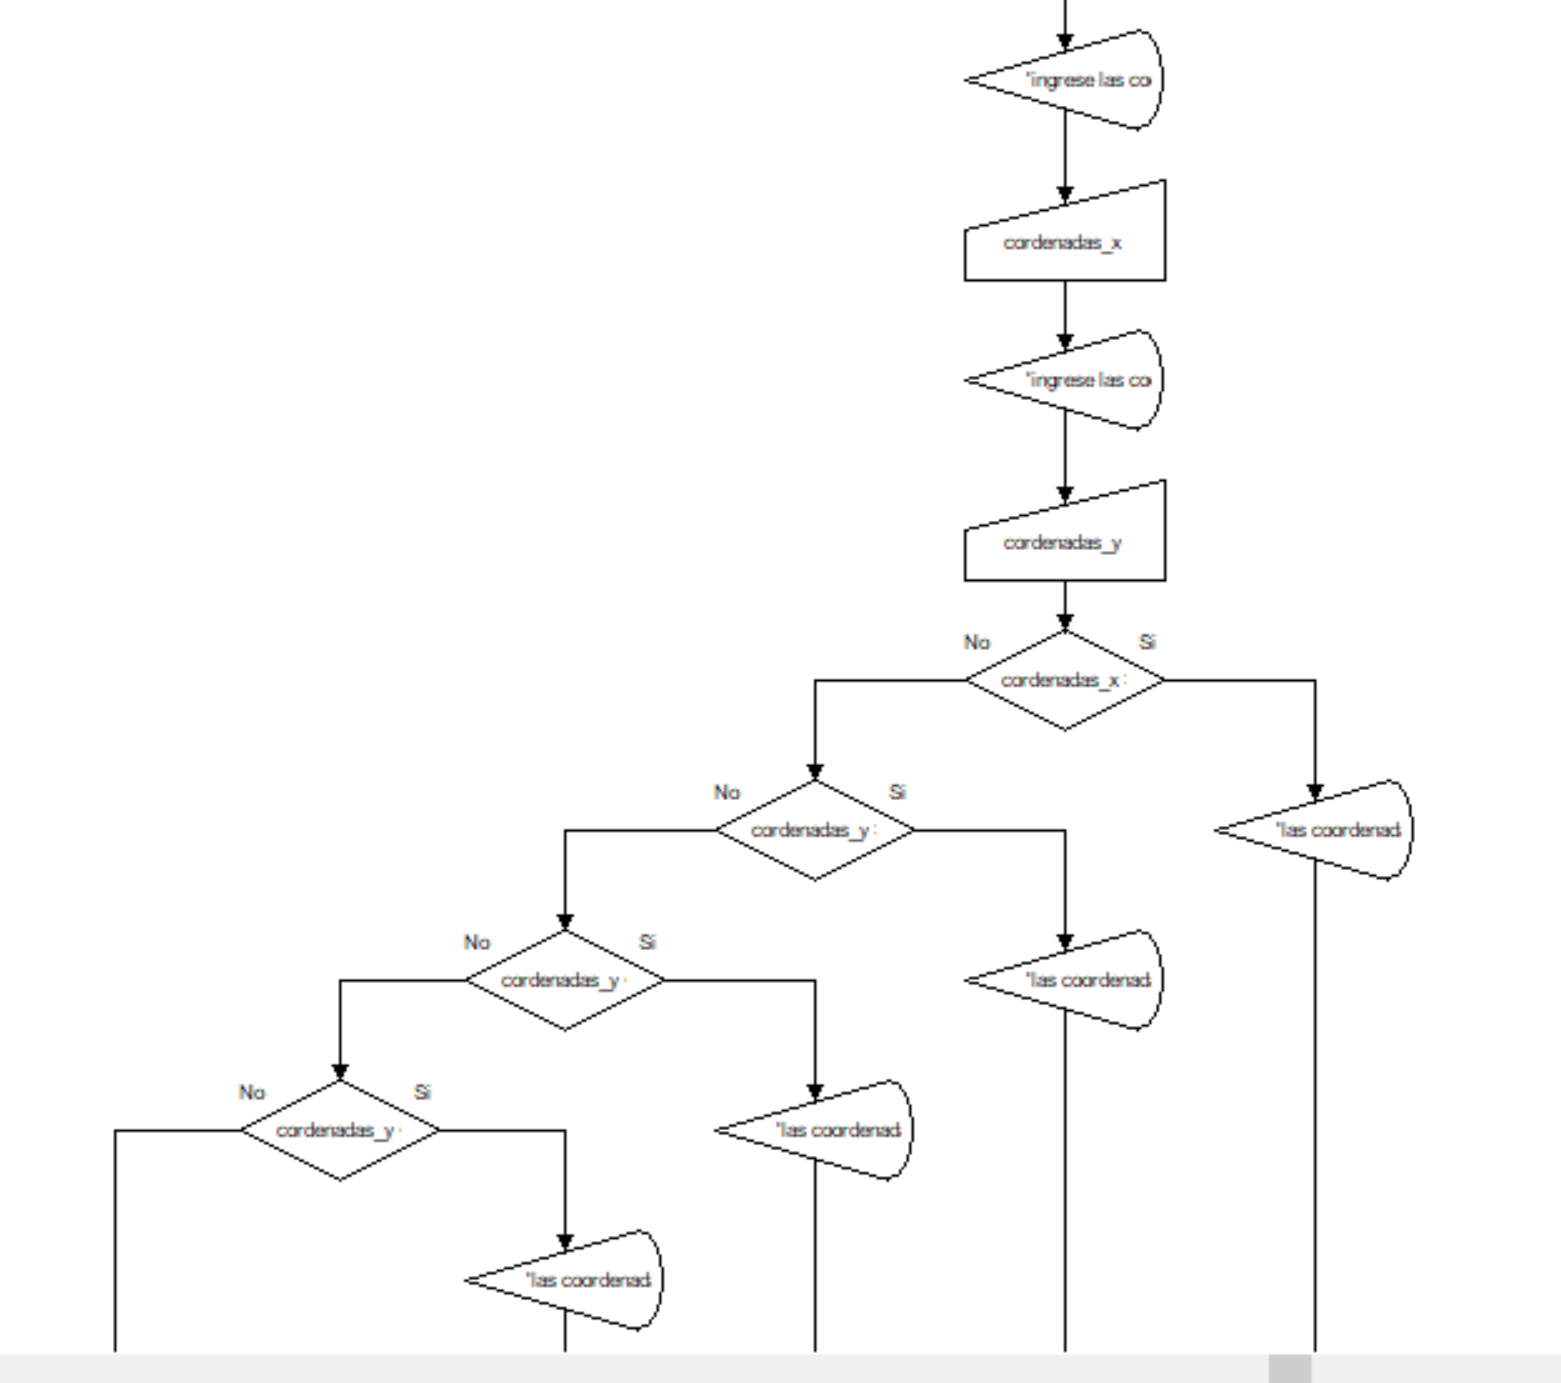 "ingrese las co
cordenadas_x
"ingrese las co
cordenadas_y
No
Si
cordenadas_x
No
Si
cordenadas_y
"las coordenad
No
Si
cordenadas_y
"las coordenad
No
Si
cordenadas_y
"las coordenad
"las coordenad